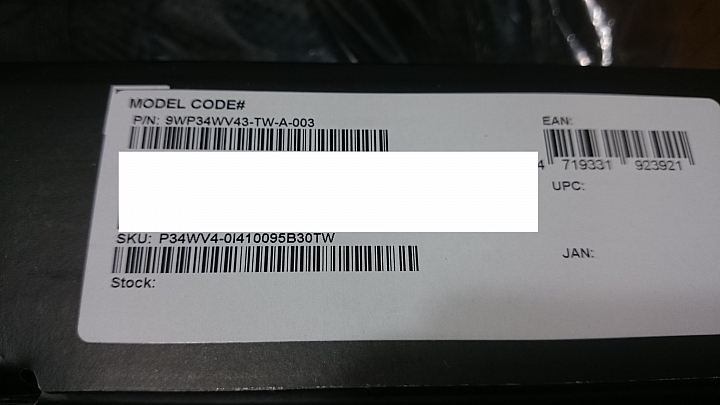 MODEL CODE#
P/N: 9WP34WV43-TW-A-003
EAN:
4 719331 923921
UPC:
SKU: P34WV4-0I410095B30TW
JAN:
Stock: